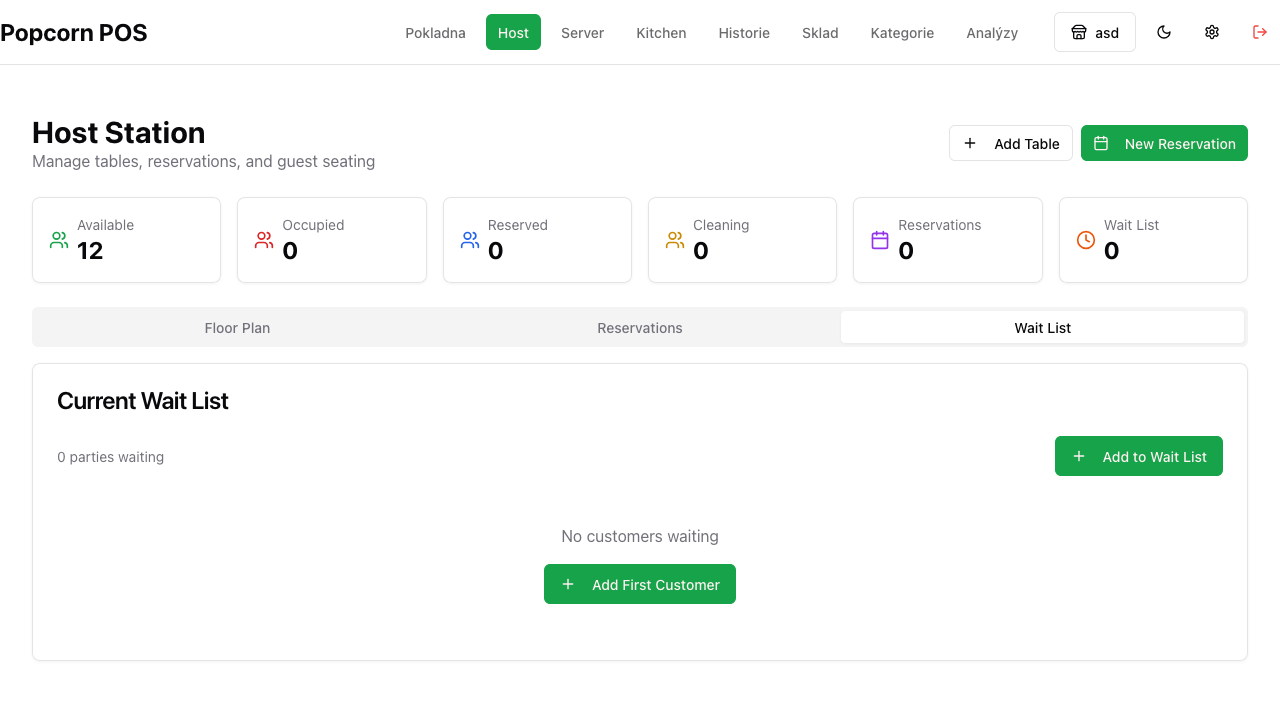 Popcorn POS
Pokladna
Host
Server
Kitchen
Historie
Sklad
Kategorie
Analýzy
asd
Host Station
Manage tables, reservations, and guest seating
Add Table
New Reservation
Available
12
Occupied
0
Reserved
0
Cleaning
0
Reservations
0
Wait List
0
Floor Plan
Reservations
Wait List
Current Wait List
0 parties waiting
Add to Wait List
No customers waiting
Add First Customer